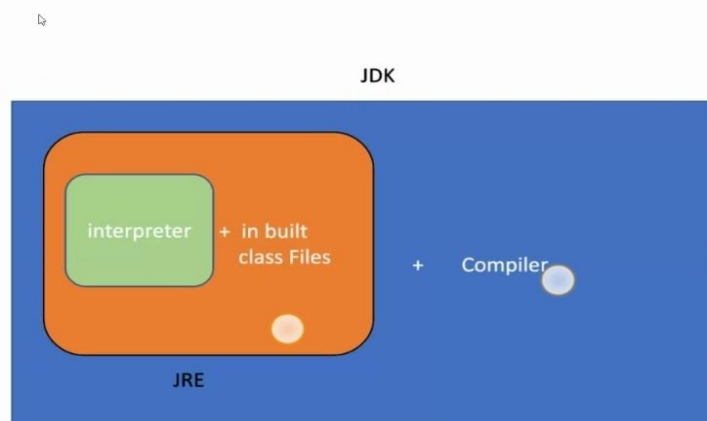 JDK
interpreter + in built
class Files
+ Compiler
JRE